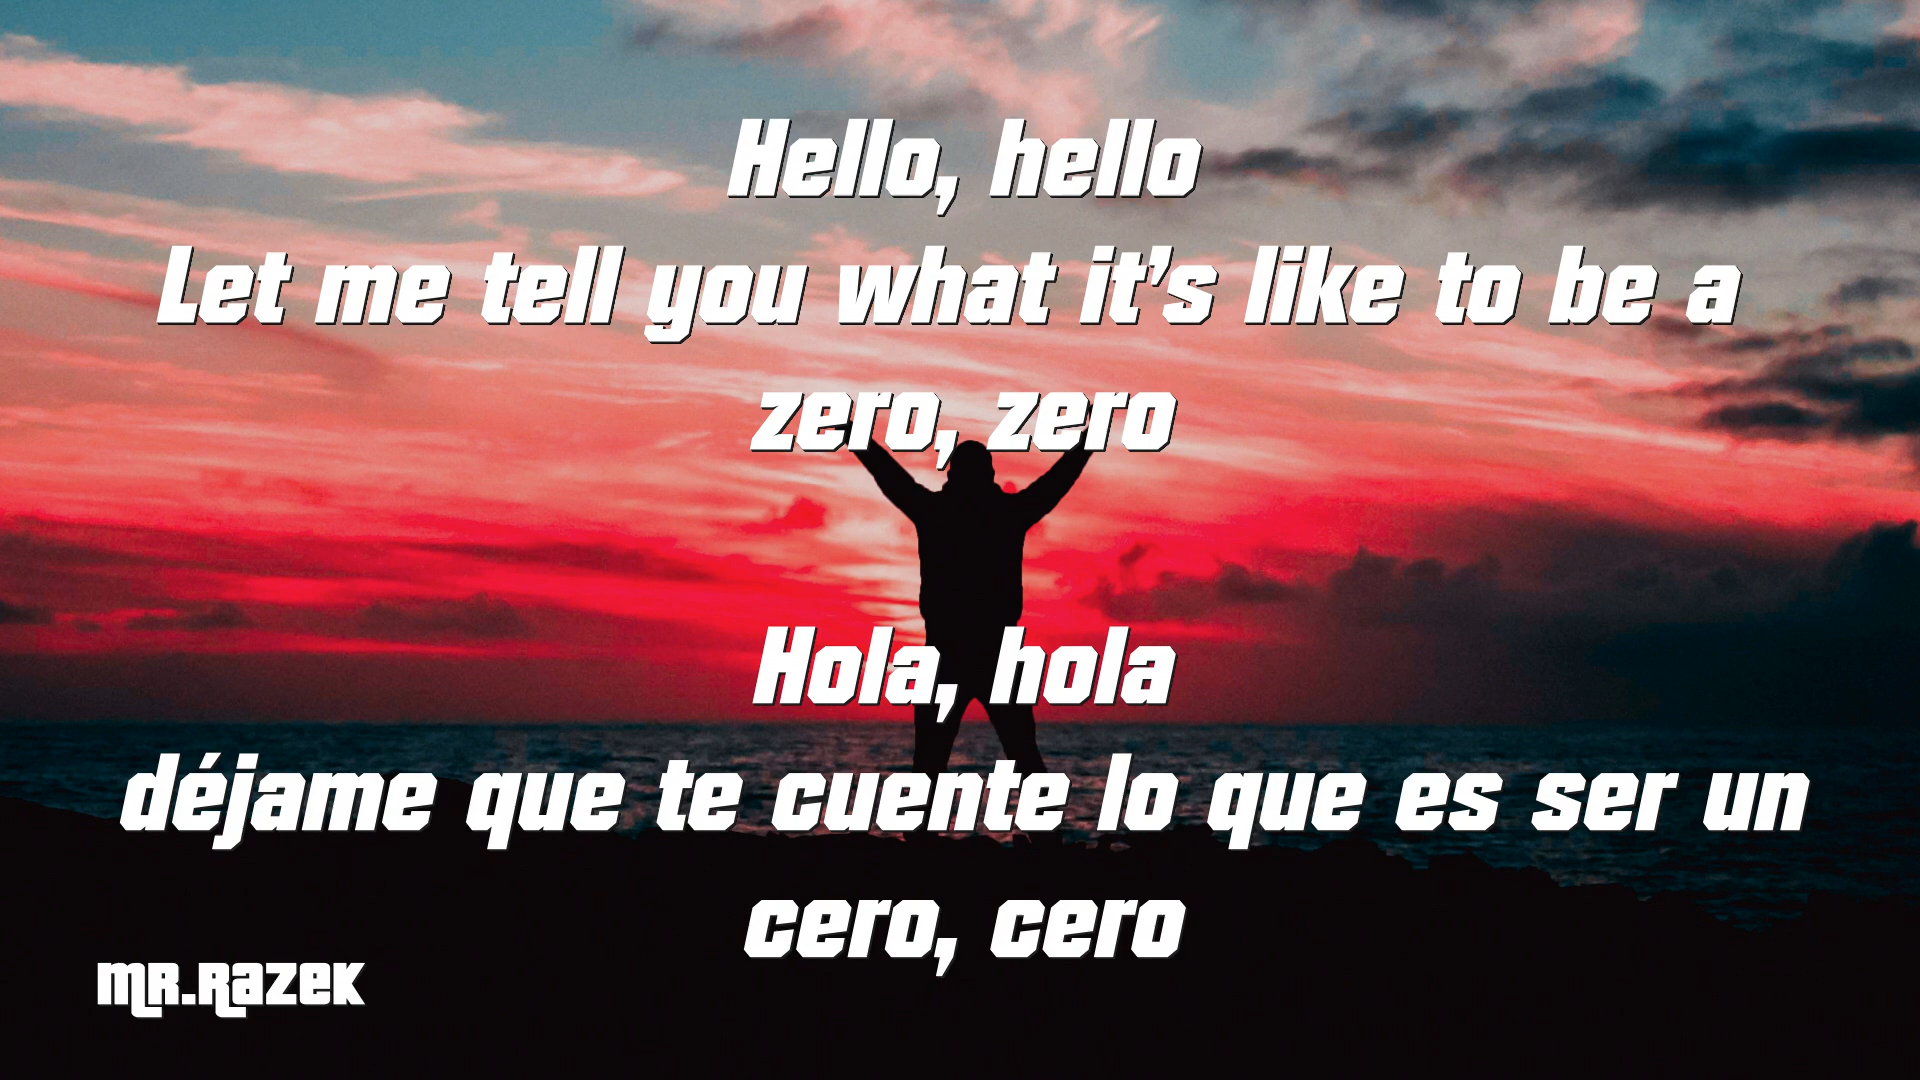 Hello, hello
Let me tell you what it's like to be a
zero, zero
Hola, hola
déjame que te cuente lo que es ser un
cero, cero
MR.RAZEK